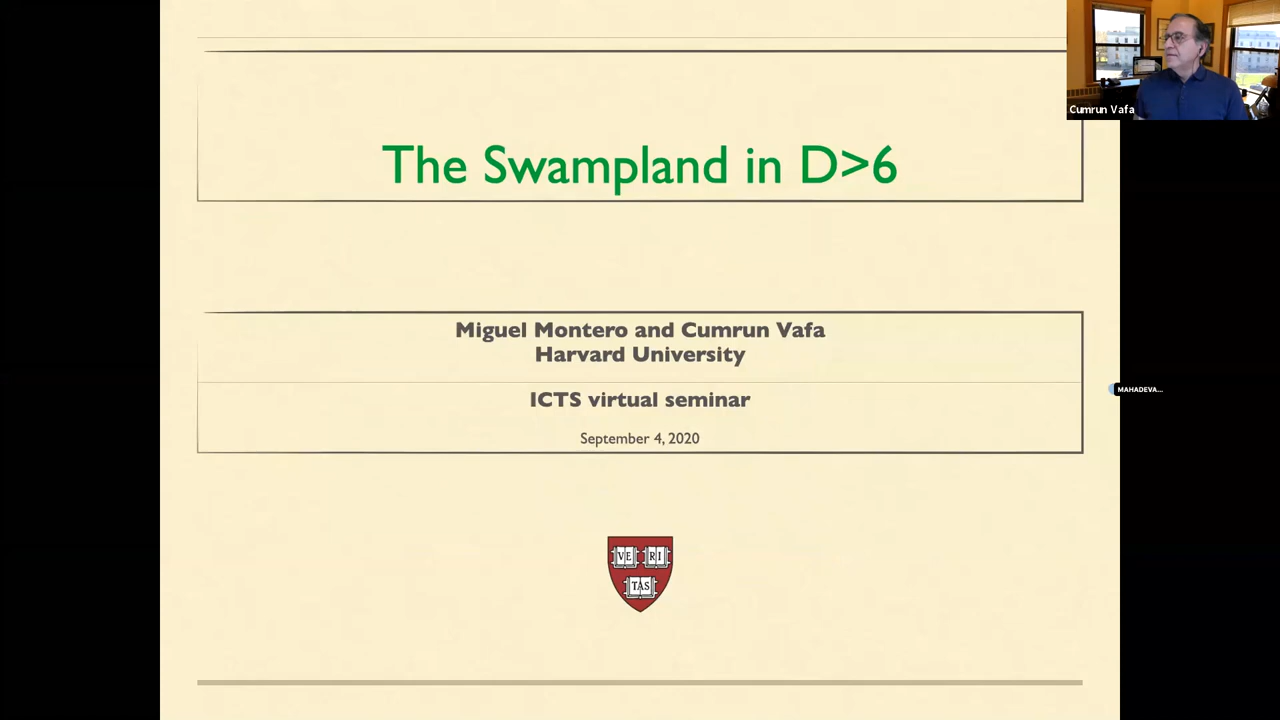 Cumrun Vafa
The Swampland in D>6
Miguel Montero and Cumrun Vafa
Harvard University
MAHADEVA...
ICTS virtual seminar
September 4, 2020
VE RI
TAS